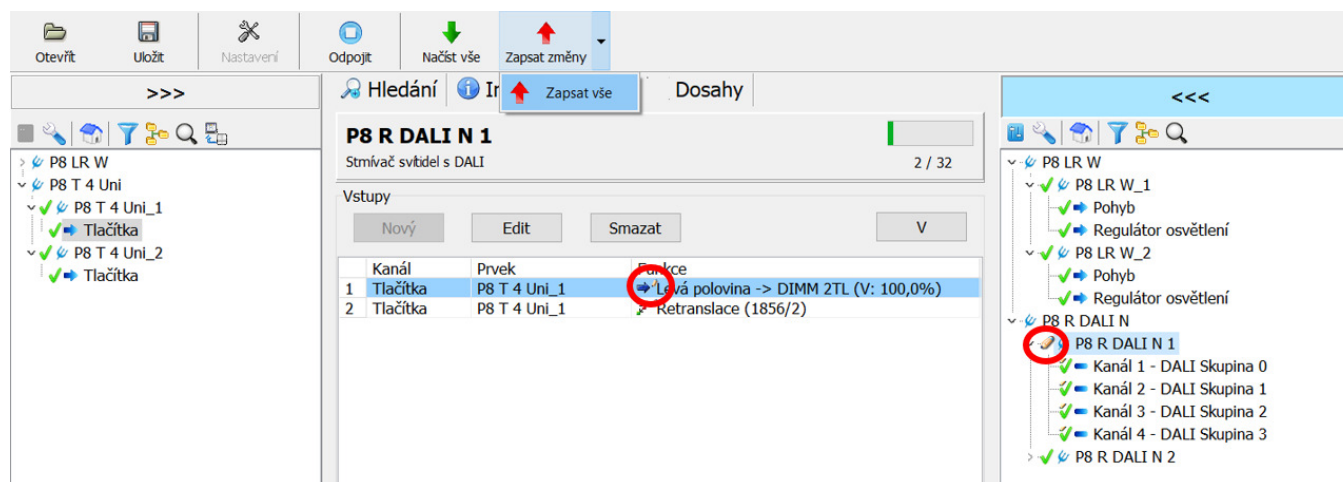 Otevřít Uložit Nastavení Odpojit Načíst vše Zapsat změny
Zapsat vše
>>>
Hledání Dosahy
<<<
P8 R DALI N 1
Stmívač svítidel s DALI 2 / 32
Vstupy
Nový Edit Smazat V
Kanál Prvek Funkce
1 Tlačítka P8 T 4 Uni_1 Levá polovina -> DIMM 2TL (V: 100,0%)
2 Tlačítka P8 T 4 Uni_1 Retranslace (1856/2)
P8 LR W
P8 T 4 Uni
P8 T 4 Uni_1
Tlačítka
P8 T 4 Uni_2
Tlačítka
P8 LR W
P8 LR W_1
Pohyb
Regulátor osvětlení
P8 LR W_2
Pohyb
Regulátor osvětlení
P8 R DALI N
P8 R DALI N 1
Kanál 1 - DALI Skupina 0
Kanál 2 - DALI Skupina 1
Kanál 3 - DALI Skupina 2
Kanál 4 - DALI Skupina 3
P8 R DALI N 2